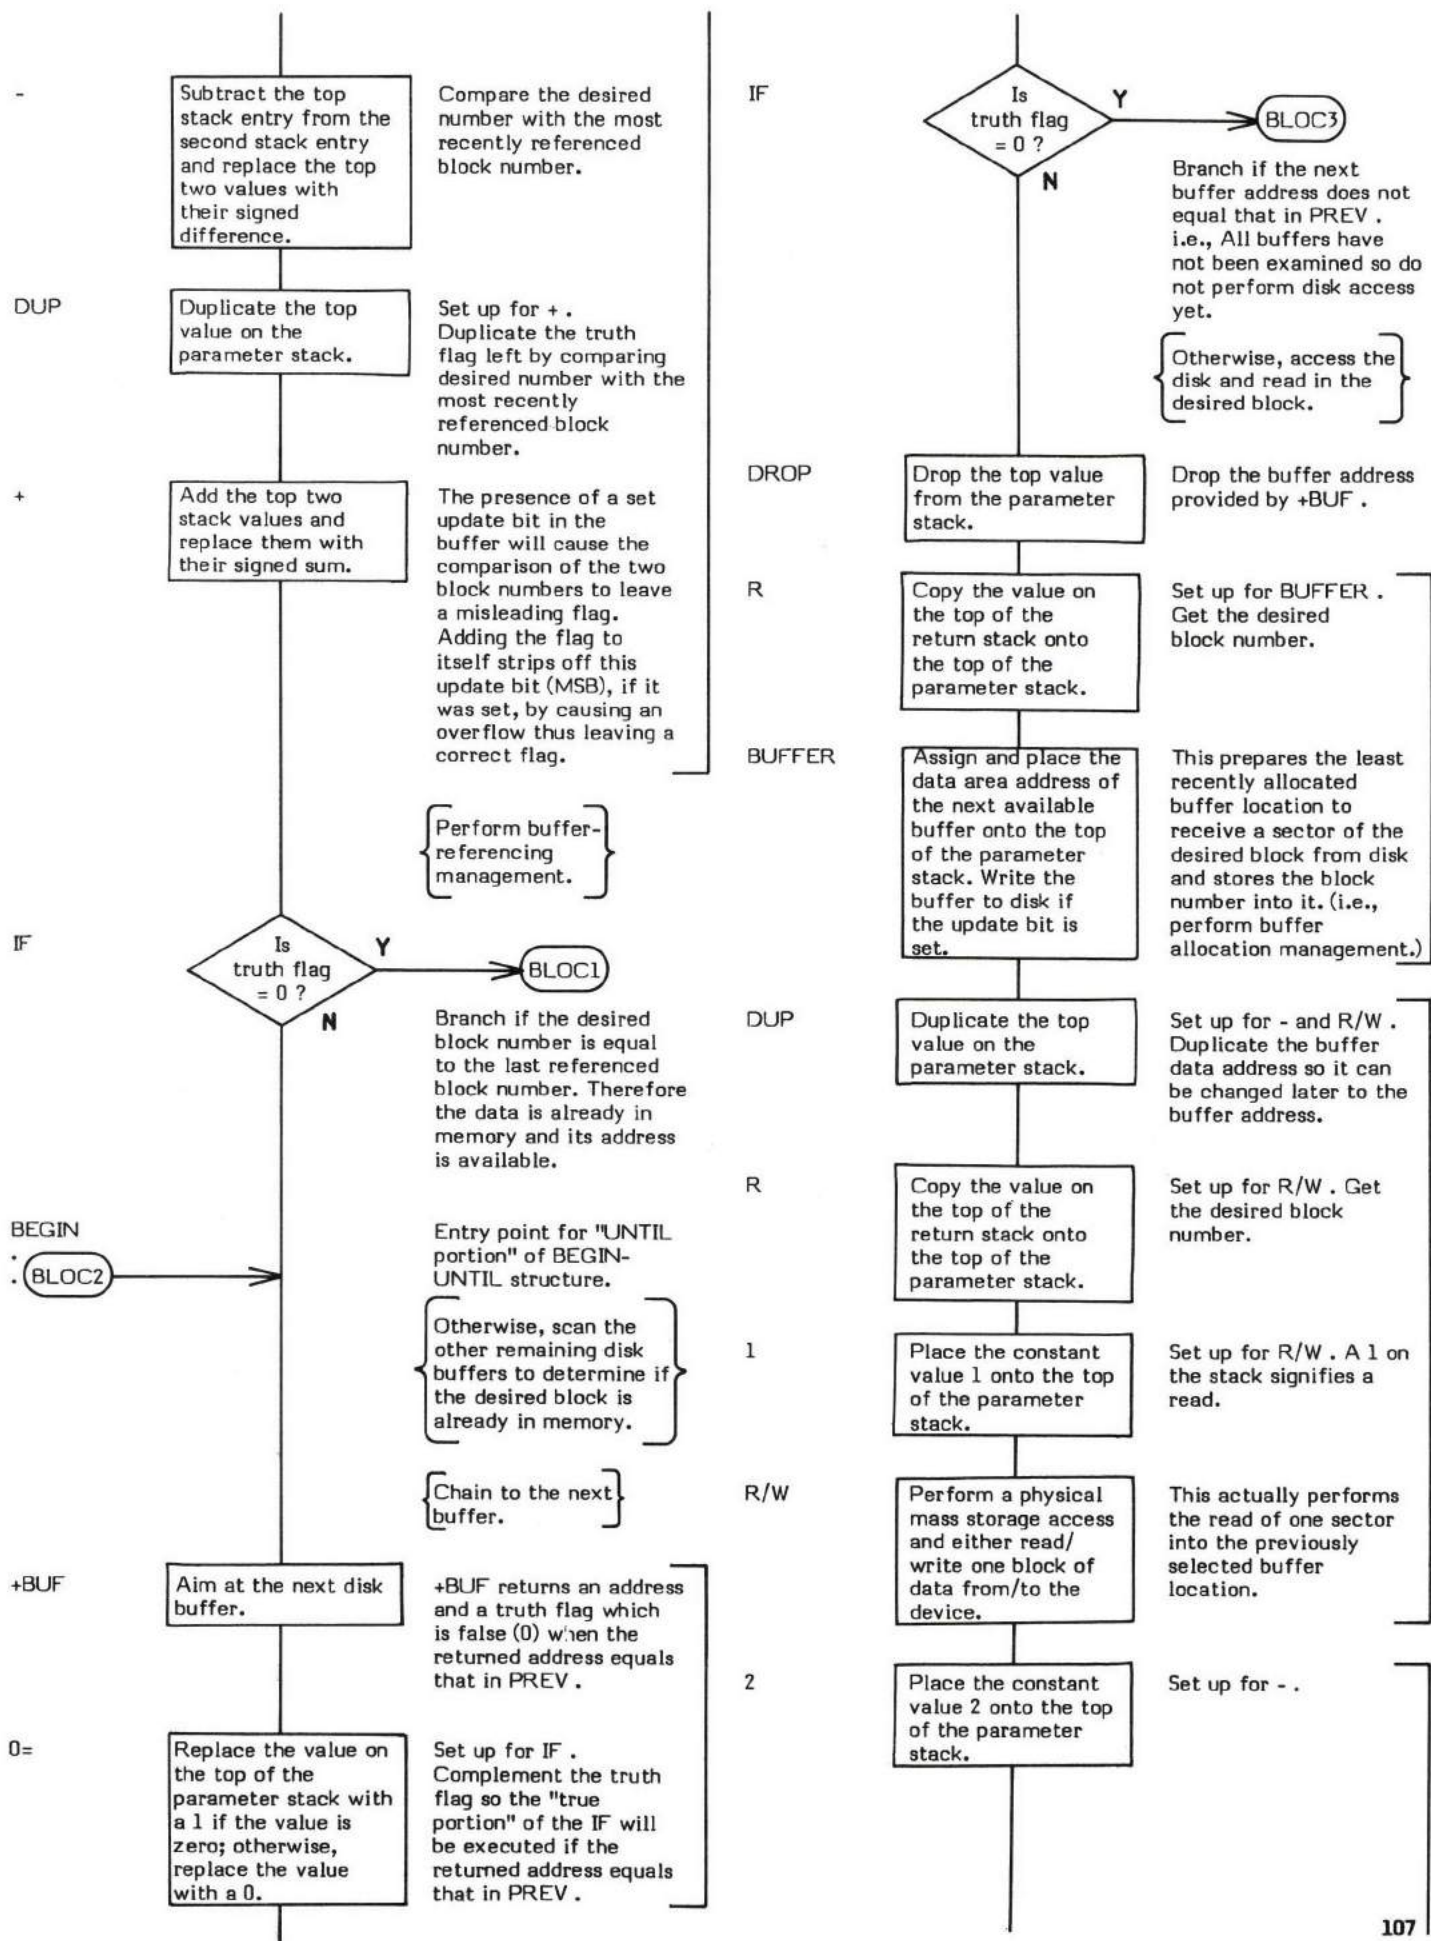 -
Subtract the top
stack entry from the
second stack entry
and replace the top
two values with
their signed
difference.
Compare the desired
number with the most
recently referenced
block number.
DUP
Duplicate the top
value on the
parameter stack.
Set up for + .
Duplicate the truth
flag left by comparing
desired number with the
most recently
referenced block
number.
+
Add the top two
stack values and
replace them with
their signed sum.
The presence of a set
update bit in the
buffer will cause the
comparison of the two
block numbers to leave
a misleading flag.
Adding the flag to
itself strips off this
update bit (MSB), if it
was set, by causing an
overflow thus leaving a
correct flag.
Perform buffer-
referencing
management.
IF
Is
truth flag
= 0 ?
Y
BLOC1
N
Branch if the desired
block number is equal
to the last referenced
block number. Therefore
the data is already in
memory and its address
is available.
BEGIN
: BLOC2
Entry point for "UNTIL
portion" of BEGIN-
UNTIL structure.
Otherwise, scan the
other remaining disk
buffers to determine if
the desired block is
already in memory.
Chain to the next
buffer.
+BUF
Aim at the next disk
buffer.
+BUF returns an address
and a truth flag which
is false (0) when the
returned address equals
that in PREV .
0=
Replace the value on
the top of the
parameter stack with
a 1 if the value is
zero; otherwise,
replace the value
with a 0.
Set up for IF .
Complement the truth
flag so the "true
portion" of the IF will
be executed if the
returned address equals
that in PREV .
IF
Is
truth flag
= 0 ?
Y
BLOC3
N
Branch if the next
buffer address does not
equal that in PREV .
i.e., All buffers have
not been examined so do
not perform disk access
yet.
Otherwise, access the
disk and read in the
desired block.
DROP
Drop the top value
from the parameter
stack.
Drop the buffer address
provided by +BUF .
R
Copy the value on
the top of the
return stack onto
the top of the
parameter stack.
Set up for BUFFER .
Get the desired
block number.
BUFFER
Assign and place the
data area address of
the next available
buffer onto the top
of the parameter
stack. Write the
buffer to disk if
the update bit is
set.
This prepares the least
recently allocated
buffer location to
receive a sector of the
desired block from disk
and stores the block
number into it. (i.e.,
perform buffer
allocation management.)
DUP
Duplicate the top
value on the
parameter stack.
Set up for - and R/W .
Duplicate the buffer
data address so it can
be changed later to the
buffer address.
R
Copy the value on
the top of the
return stack onto
the top of the
parameter stack.
Set up for R/W . Get
the desired block
number.
1
Place the constant
value 1 onto the top
of the parameter
stack.
Set up for R/W . A 1 on
the stack signifies a
read.
R/W
Perform a physical
mass storage access
and either read/
write one block of
data from/to the
device.
This actually performs
the read of one sector
into the previously
selected buffer
location.
2
Place the constant
value 2 onto the top
of the parameter
stack.
Set up for - .
107